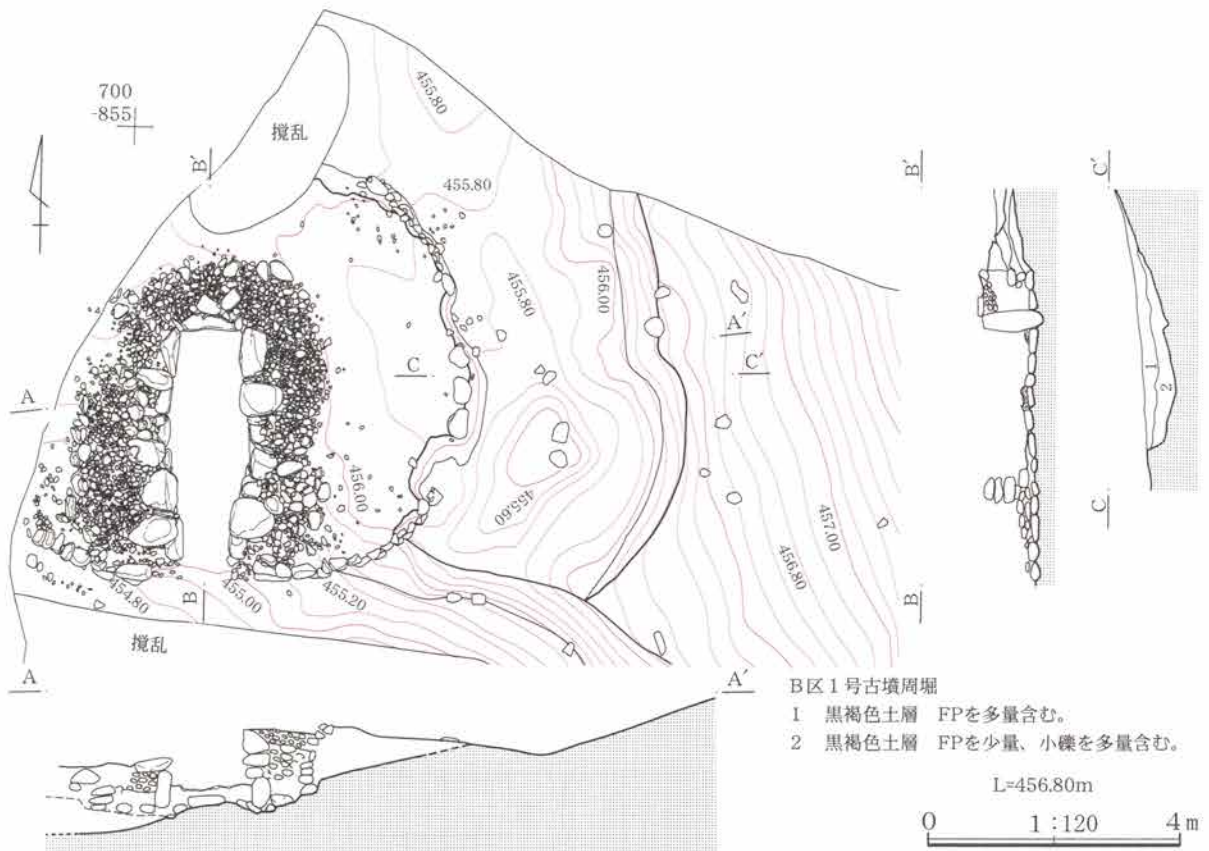 700
-855
撹乱
B′
455.80
455.80
455.80
456.00
A′
C′
C
A
456.00
455.60
457.00
456.80
454.80
455.00
455.20
B
撹乱
B′
C′
1
2
C
B
A
A′
B区1号古墳周堀
1 黒褐色土層 FPを多量含む。
2 黒褐色土層 FPを少量、小礫を多量含む。
L=456.80m
0 1:120 4m